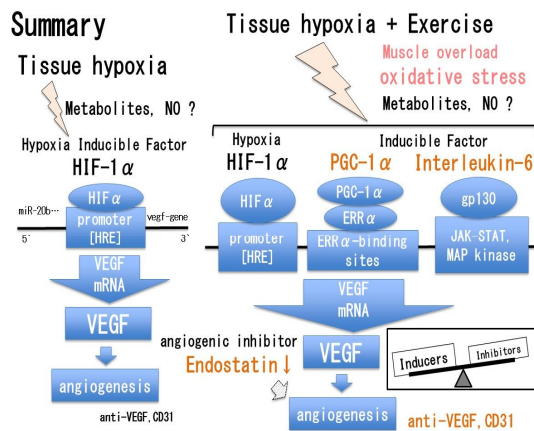 Summary
Tissue hypoxia
Metabolites, NO ?
Hypoxia Inducible Factor
HIF-1α
HIFα
miR-20b…
promoter
[HRE]
vegf-gene
5`
3`
VEGF
mRNA
VEGF
angiogenesis
anti-VEGF,CD31
Tissue hypoxia + Exercise
Muscle overload
oxidative stress
Metabolites, NO ?
Hypoxia
HIF-1α
Inducible Factor
PGC-1α
Interleukin-6
HIFα
promoter
[HRE]
PGC-1α
ERRα
ERRα-binding
sites
gp130
JAK-STAT,
MAP kinase
VEGF
mRNA
angiogenic inhibitor
Endostatin↓
VEGF
angiogenesis
anti-VEGF,CD31
Inducers
Inhibitors